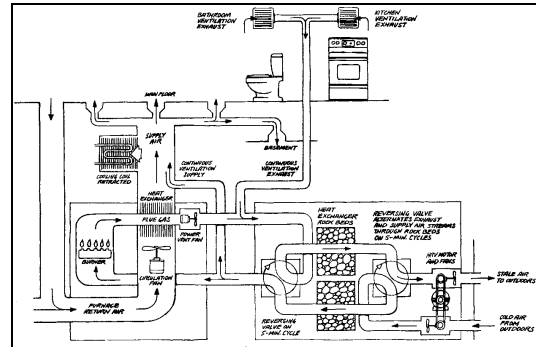 BATHROOM
VENTILATION
EXHAUST
KITCHEN
VENTILATION
EXHAUST
MAIN FLOOR
SUPPLY
AIR
BASEMENT
COOLING COIL
RETRACTED
CONTINUOUS
VENTILATION
SUPPLY
CONTINUOUS
VENTILATION
EXHAUST
HEAT
EXCHANGER
FLUE GAS
POWER
VENT FAN
HEAT
EXCHANGER
ROCK BEDS
REVERSING VALVE
ALTERNATES EXHAUST
AND SUPPLY AIR STREAMS
THROUGH ROCK BEDS
ON 5-MIN. CYCLES
BURNER
CIRCULATION
FAN
HRV MOTOR
AND FANS
STALE AIR
TO OUTDOORS
FURNACE
RETURN AIR
REVERSING
VALVE ON
5-MIN. CYCLE
COLD AIR
FROM
OUTDOORS